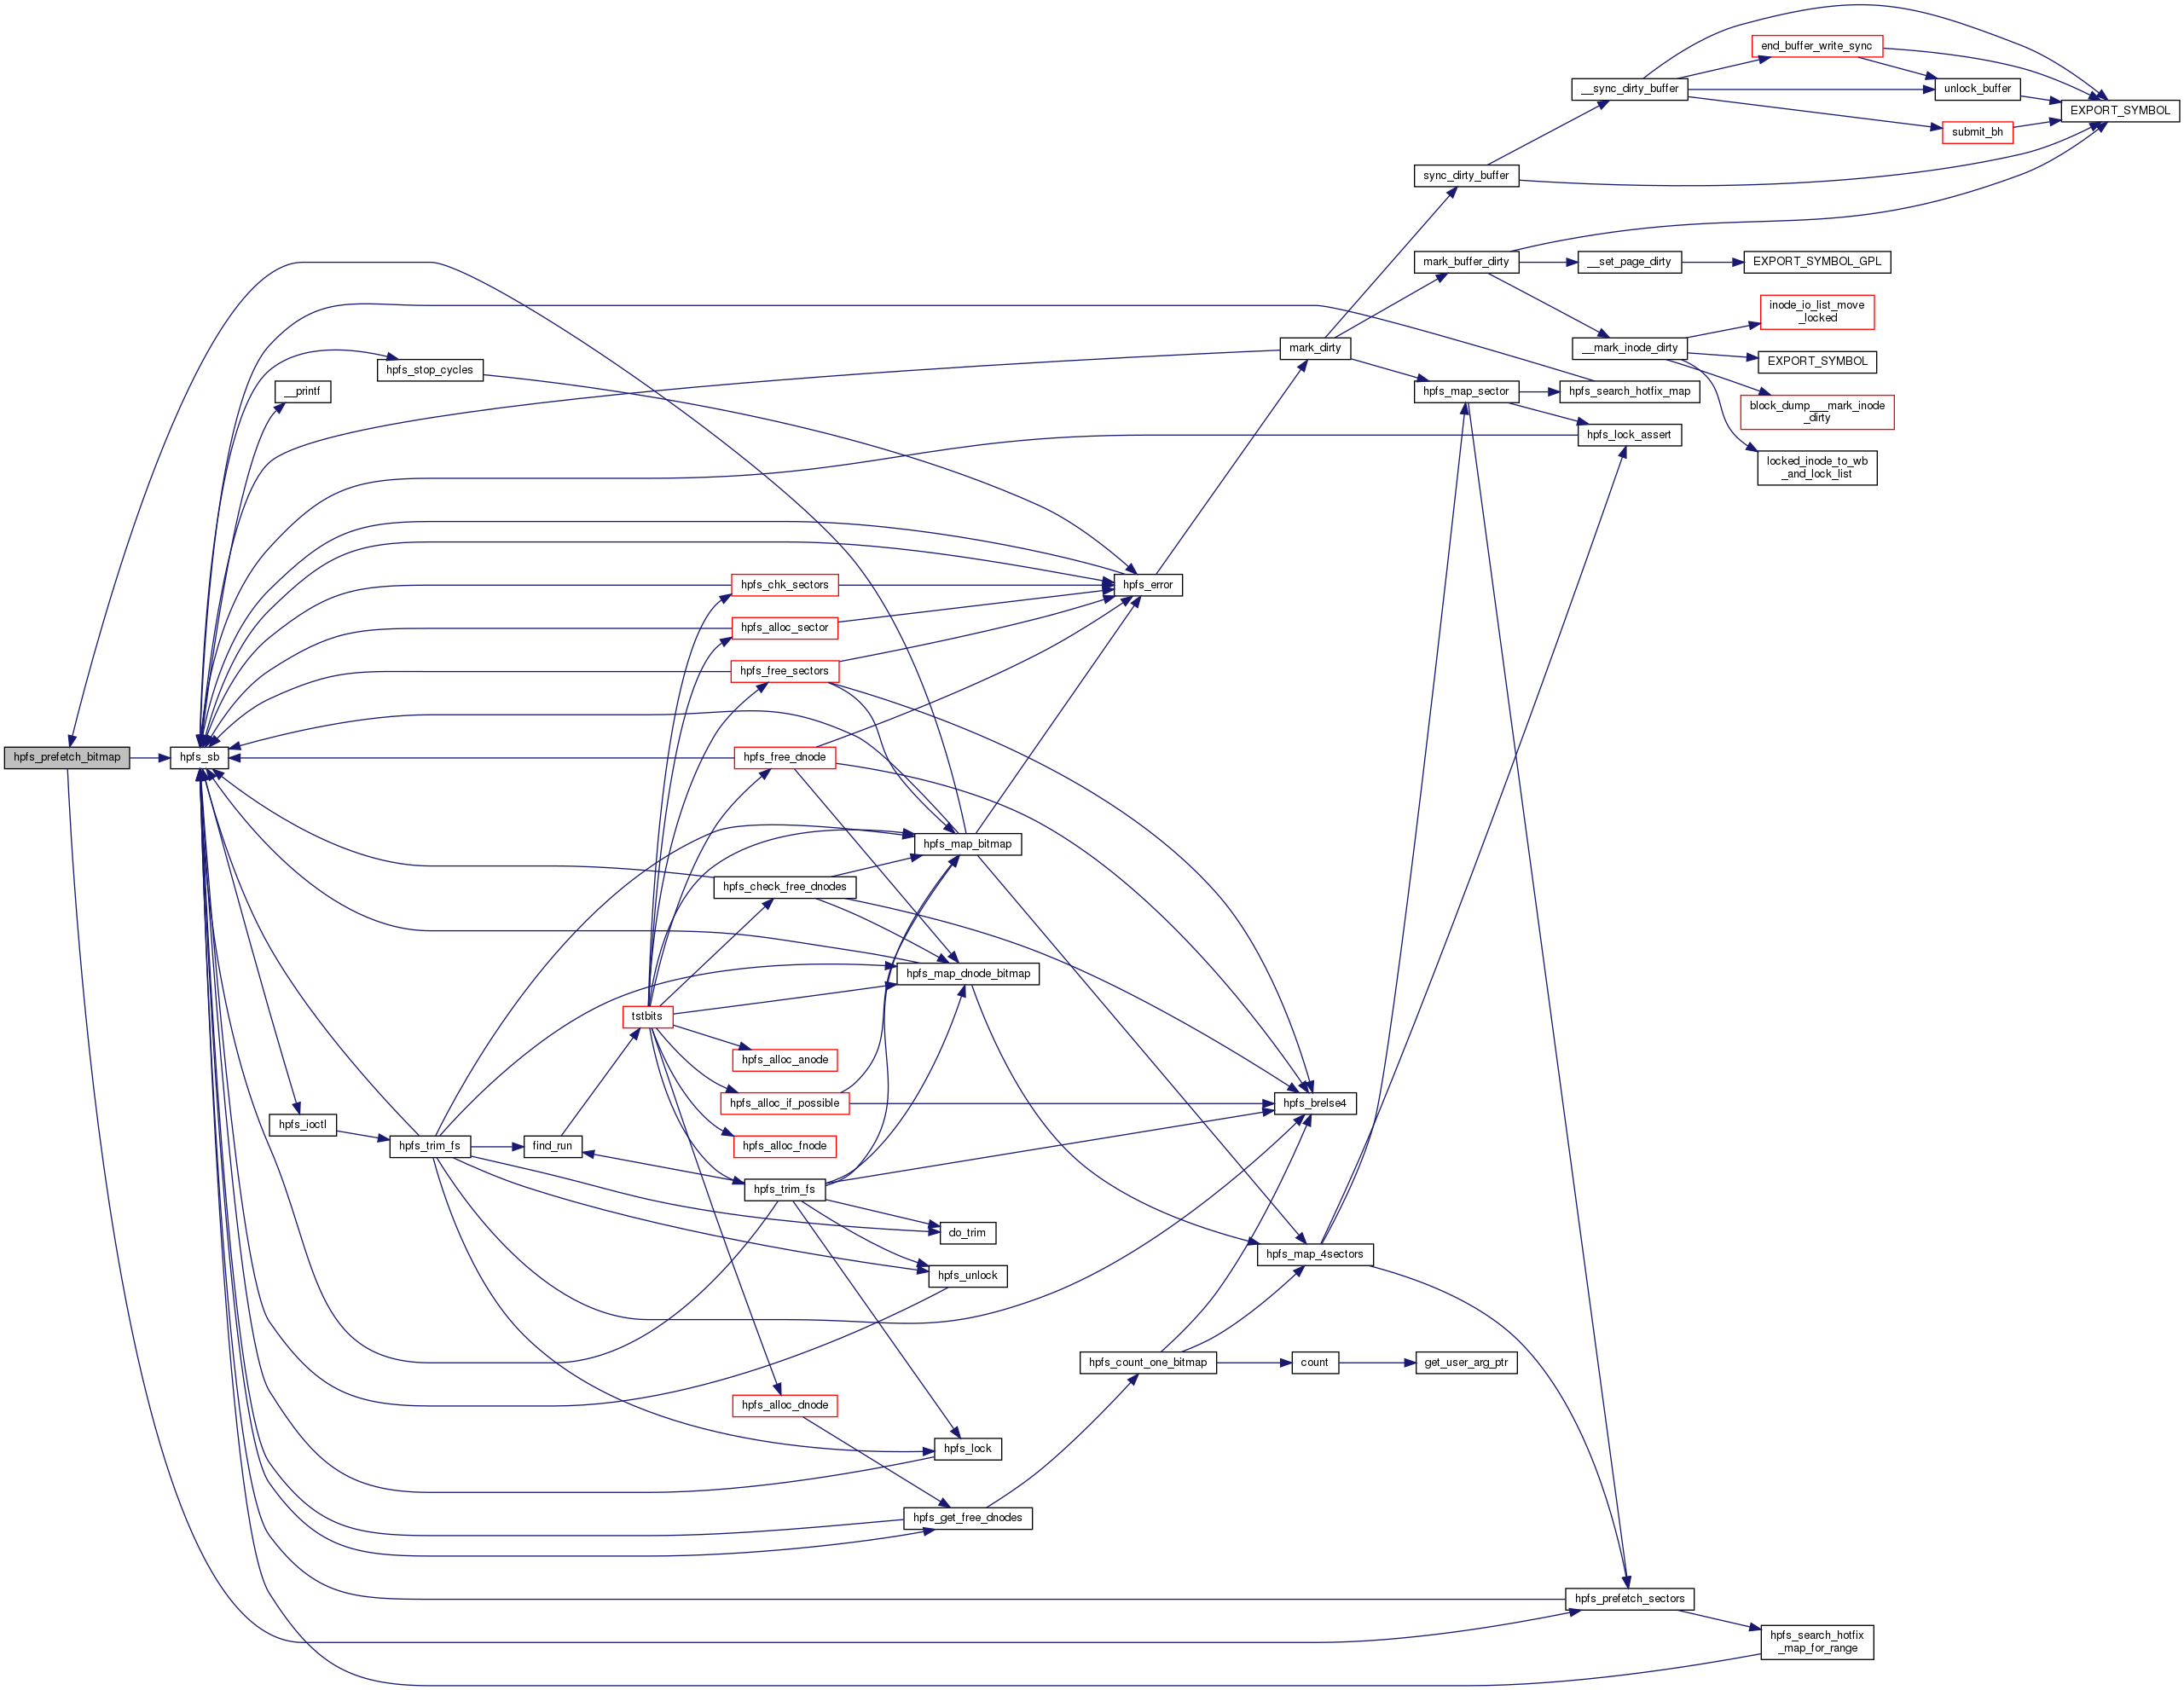 end_buffer_write_sync
__sync_dirty_buffer
unlock_buffer
EXPORT_SYMBOL
submit_bh
sync_dirty_buffer
mark_buffer_dirty
__set_page_dirty
EXPORT_SYMBOL_GPL
inode_io_list_move
_locked
mark_dirty
__mark_inode_dirty
EXPORT_SYMBOL
hpfs_stop_cycles
__printf
hpfs_map_sector
hpfs_search_hotfix_map
block_dump___mark_inode
_dirty
hpfs_lock_assert
locked_inode_to_wb
_and_lock_list
hpfs_chk_sectors
hpfs_error
hpfs_alloc_sector
hpfs_free_sectors
hpfs_prefetch_bitmap
hpfs_sb
hpfs_free_dnode
hpfs_map_bitmap
hpfs_check_free_dnodes
hpfs_map_dnode_bitmap
tstbits
hpfs_alloc_anode
hpfs_alloc_if_possible
hpfs_brelse4
hpfs_ioctl
hpfs_trim_fs
find_run
hpfs_alloc_fnode
hpfs_trim_fs
do_trim
hpfs_map_4sectors
hpfs_unlock
hpfs_count_one_bitmap
count
get_user_arg_ptr
hpfs_alloc_dnode
hpfs_lock
hpfs_get_free_dnodes
hpfs_prefetch_sectors
hpfs_search_hotfix
_map_for_range